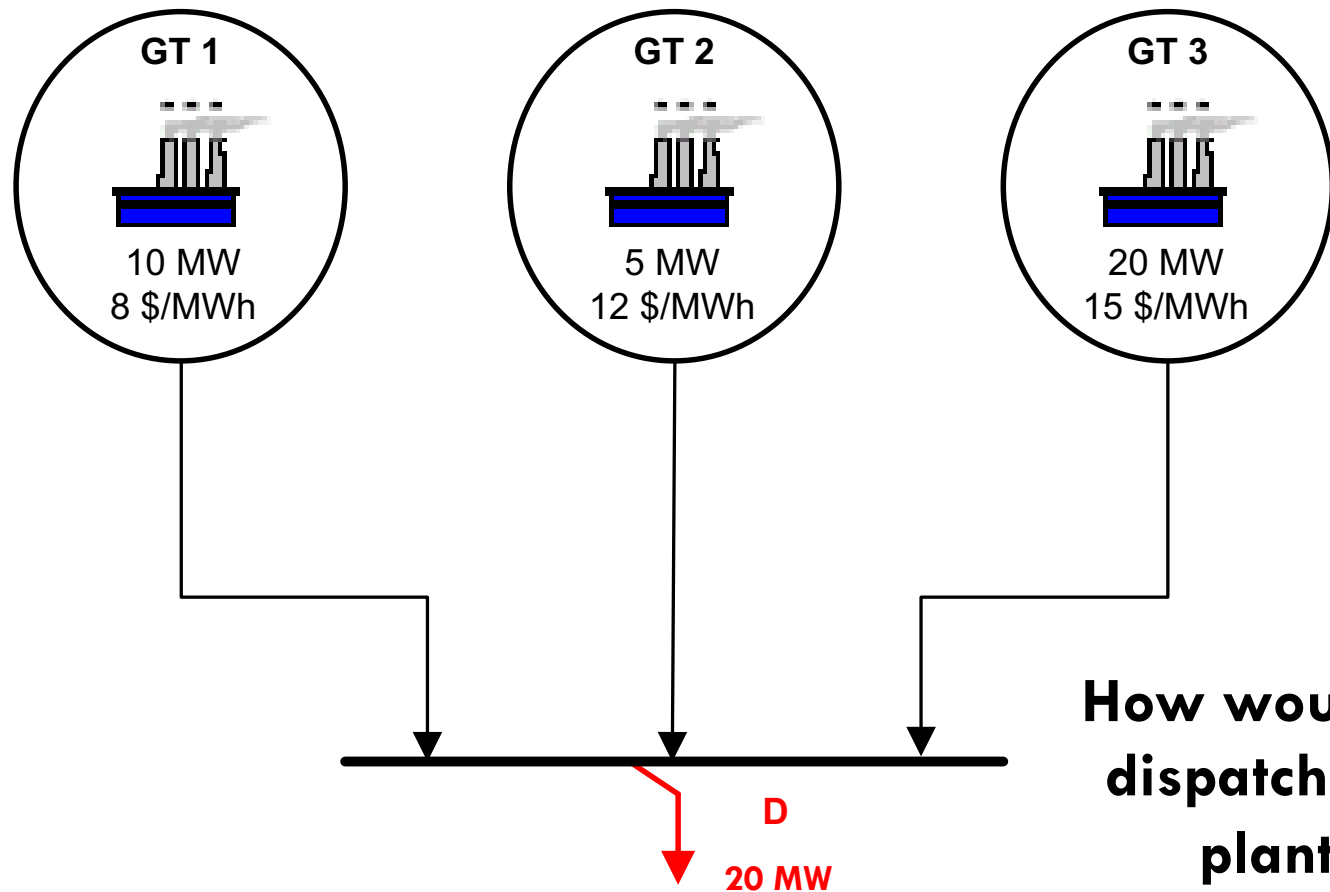 GT 1
10 MW
8 $/MWh
GT 2
5 MW
12 $/MWh
GT 3
20 MW
15 $/MWh
How wou
dispatch
plant
D
20 MW